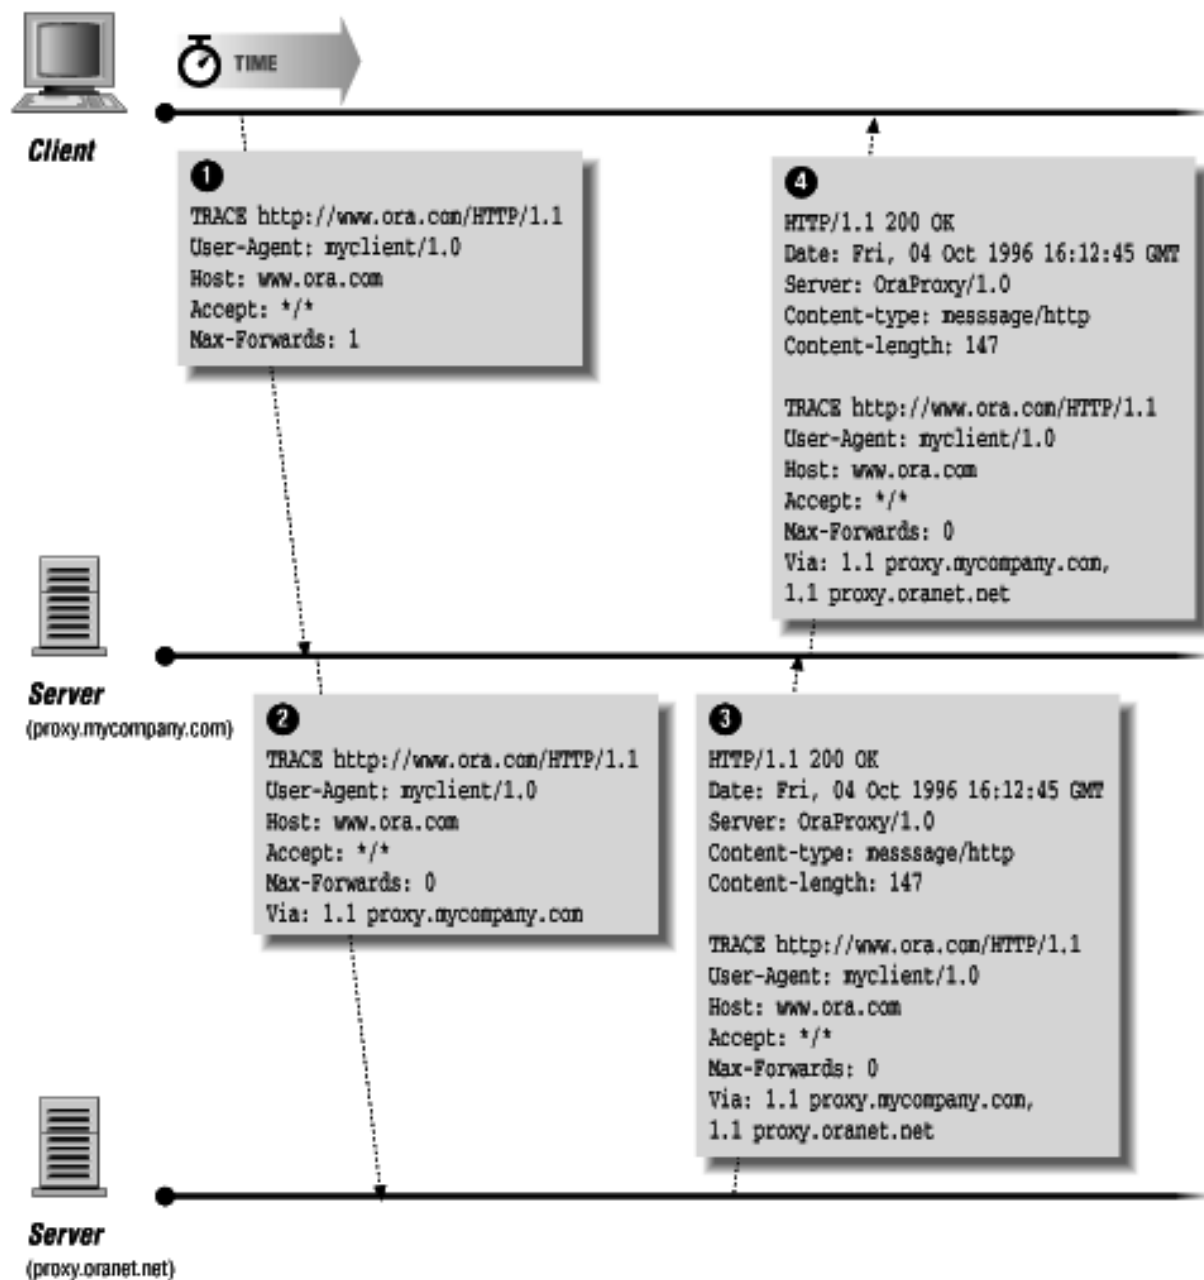 TIME
Client
1
TRACE http://www.ora.com/HTTP/1.1
User-Agent: myclient/1.0
Host: www.ora.com
Accept: */*
Max-Forwards: 1
4
HTTP/1.1 200 OK
Date: Fri, 04 Oct 1996 16:12:45 GMT
Server: OraProxy/1.0
Content-type: messsage/http
Content-length: 147
TRACE http://www.ora.com/HTTP/1.1
User-Agent: myclient/1.0
Host: www.ora.com
Accept: */*
Max-Forwards: 0
Via: 1.1 proxy.mycompany.com,
1.1 proxy.oranet.net
Server
(proxy.mycompany.com)
2
TRACE http://www.ora.com/HTTP/1.1
User-Agent: myclient/1.0
Host: www.ora.com
Accept: */*
Max-Forwards: 0
Via: 1.1 proxy.mycompany.com
3
HTTP/1.1 200 OK
Date: Fri, 04 Oct 1996 16:12:45 GMT
Server: OraProxy/1.0
Content-type: messsage/http
Content-length: 147
TRACE http://www.ora.com/HTTP/1.1
User-Agent: myclient/1.0
Host: www.ora.com
Accept: */*
Max-Forwards: 0
Via: 1.1 proxy.mycompany.com,
1.1 proxy.oranet.net
Server
(proxy.oranet.net)